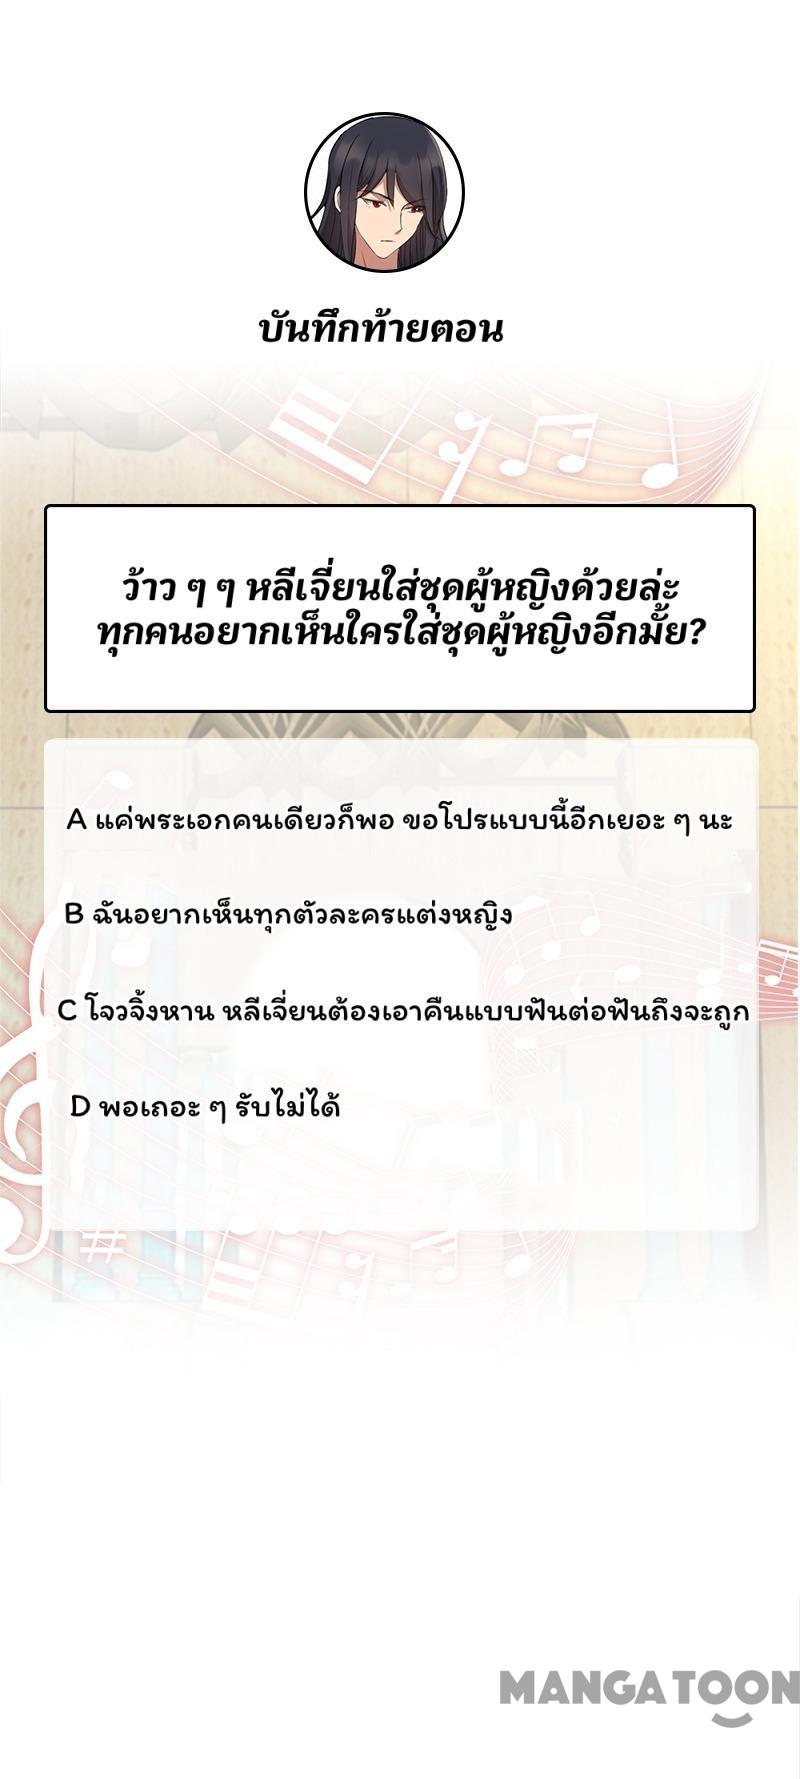 บันทึกท้ายตอน
ว้าว ๆ ๆ หลีเจี่ยนใส่ชุดผู้หญิงด้วยล่ะ
ทุกคนอยากเห็นใครใส่ชุดผู้หญิงอีกมั้ย?
A แค่พระเอกคนเดียวก็พอ ขอโปรแบบนี้อีกเยอะ ๆ นะ
B ฉันอยากเห็นทุกตัวละครแต่งหญิง
C โจวจิ้งหาน หลีเจี่ยนต้องเอาคืนแบบฟันต่อฟันถึงจะถูก
D พอเถอะ ๆ รับไม่ได้
MANGATOON